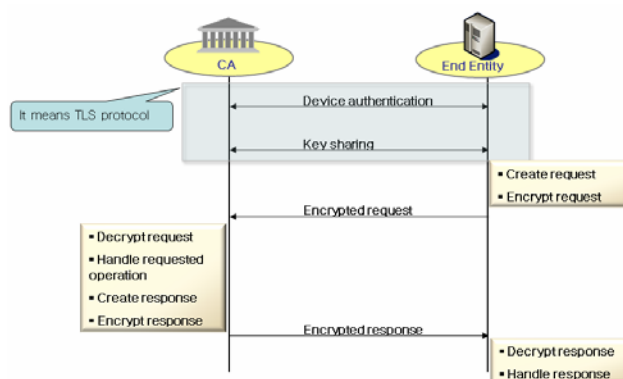 CA
End Entity
It means TLS protocol
Device authentication
Key sharing
▪ Create request
▪ Encrypt request
Encrypted request
▪ Decrypt request
▪ Handle requested
operation
▪ Create response
▪ Encrypt response
Encrypted response
▪ Decrypt response
▪ Handle response